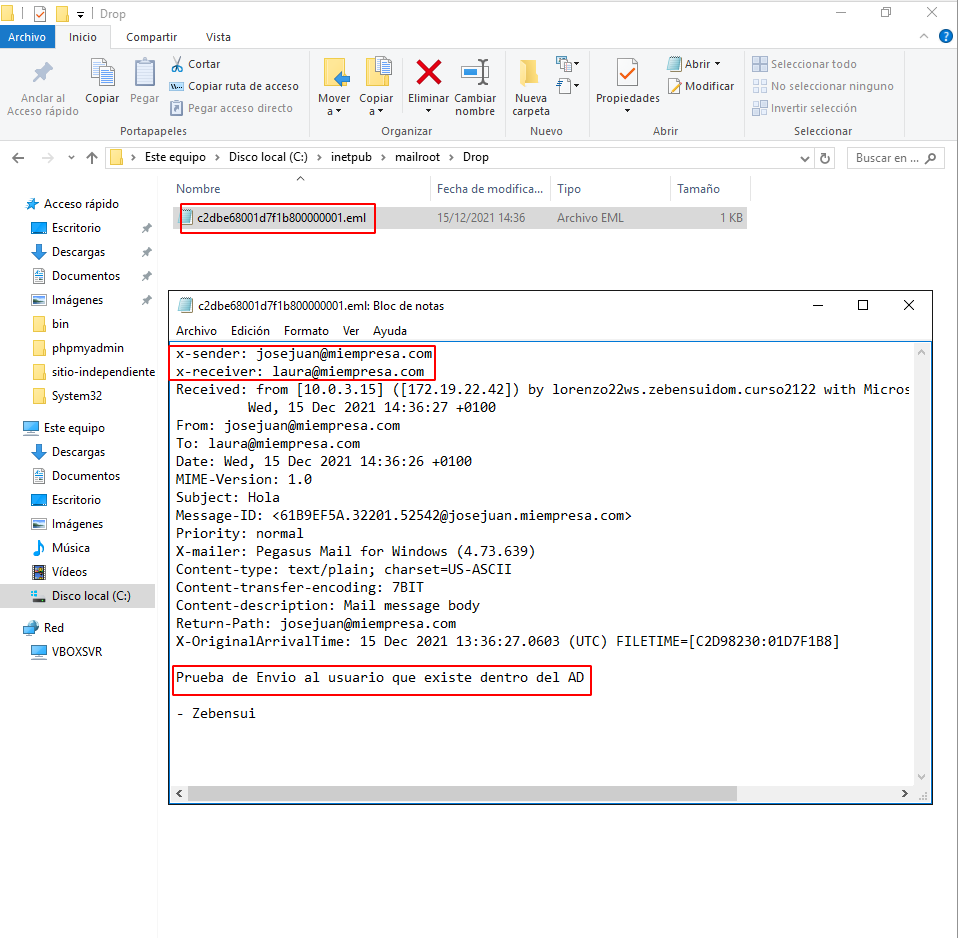 Drop
Archivo Inicio Compartir Vista
Anclar al Acceso rápido
Copiar
Pegar
Cortar
Copiar ruta de acceso
Pegar acceso directo
Portapapeles
Mover a
Copiar a
Eliminar
Cambiar nombre
Organizar
Nueva carpeta
Nuevo
Propiedades
Abrir
Modificar
Abrir
Seleccionar todo
No seleccionar ninguno
Invertir selección
Seleccionar
Este equipo > Disco local (C:) > inetpub > mailroot > Drop
Buscar en ...
Nombre Fecha de modifica... Tipo Tamaño
c2dbe68001d7f1b800000001.eml 15/12/2021 14:36 Archivo EML 1 KB
Acceso rápido
Escritorio
Descargas
Documentos
Imágenes
bin
phpmyadmin
sitio-independiente
System32
Este equipo
Descargas
Documentos
Escritorio
Imágenes
Música
Vídeos
Disco local (C:)
Red
VBOXSVR
c2dbe68001d7f1b800000001.eml: Bloc de notas
Archivo Edición Formato Ver Ayuda
x-sender: josejuan@miempresa.com
x-receiver: laura@miempresa.com
Received: from [10.0.3.15] ([172.19.22.42]) by lorenzo22ws.zebensuidom.curso2122 with Micros
Wed, 15 Dec 2021 14:36:27 +0100
From: josejuan@miempresa.com
To: laura@miempresa.com
Date: Wed, 15 Dec 2021 14:36:26 +0100
MIME-Version: 1.0
Subject: Hola
Message-ID: <61B9EF5A.32201.52542@josejuan.miempresa.com>
Priority: normal
X-mailer: Pegasus Mail for Windows (4.73.639)
Content-type: text/plain; charset=US-ASCII
Content-transfer-encoding: 7BIT
Content-description: Mail message body
Return-Path: josejuan@miempresa.com
X-OriginalArrivalTime: 15 Dec 2021 13:36:27.0603 (UTC) FILETIME=[C2D98230:01D7F1B8]
Prueba de Envio al usuario que existe dentro del AD
- Zebensui